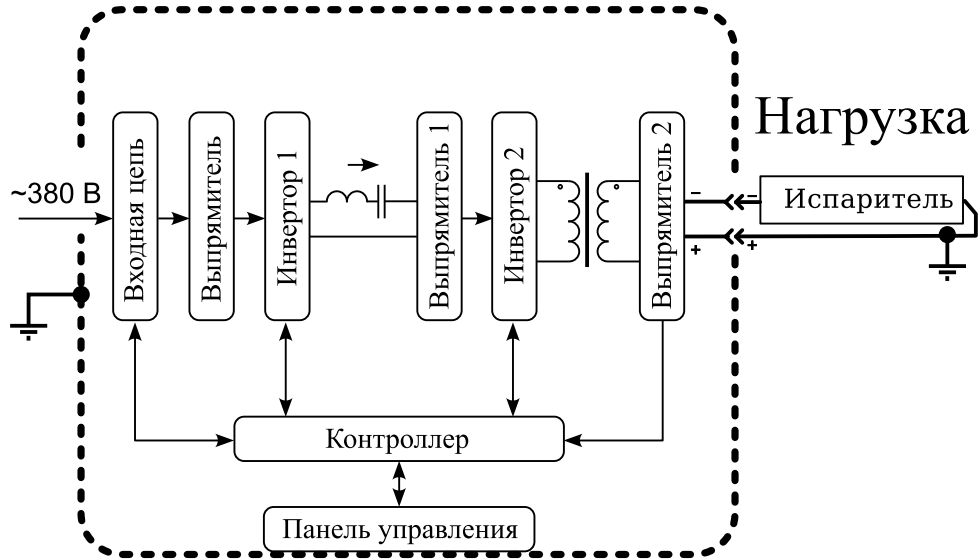 Нагрузка
~380 В
Входная цепь
Выпрямитель
Инвертор 1
Выпрямитель 1
Инвертор 2
Выпрямитель 2
− −
Испаритель
+ +
Контроллер
Панель управления